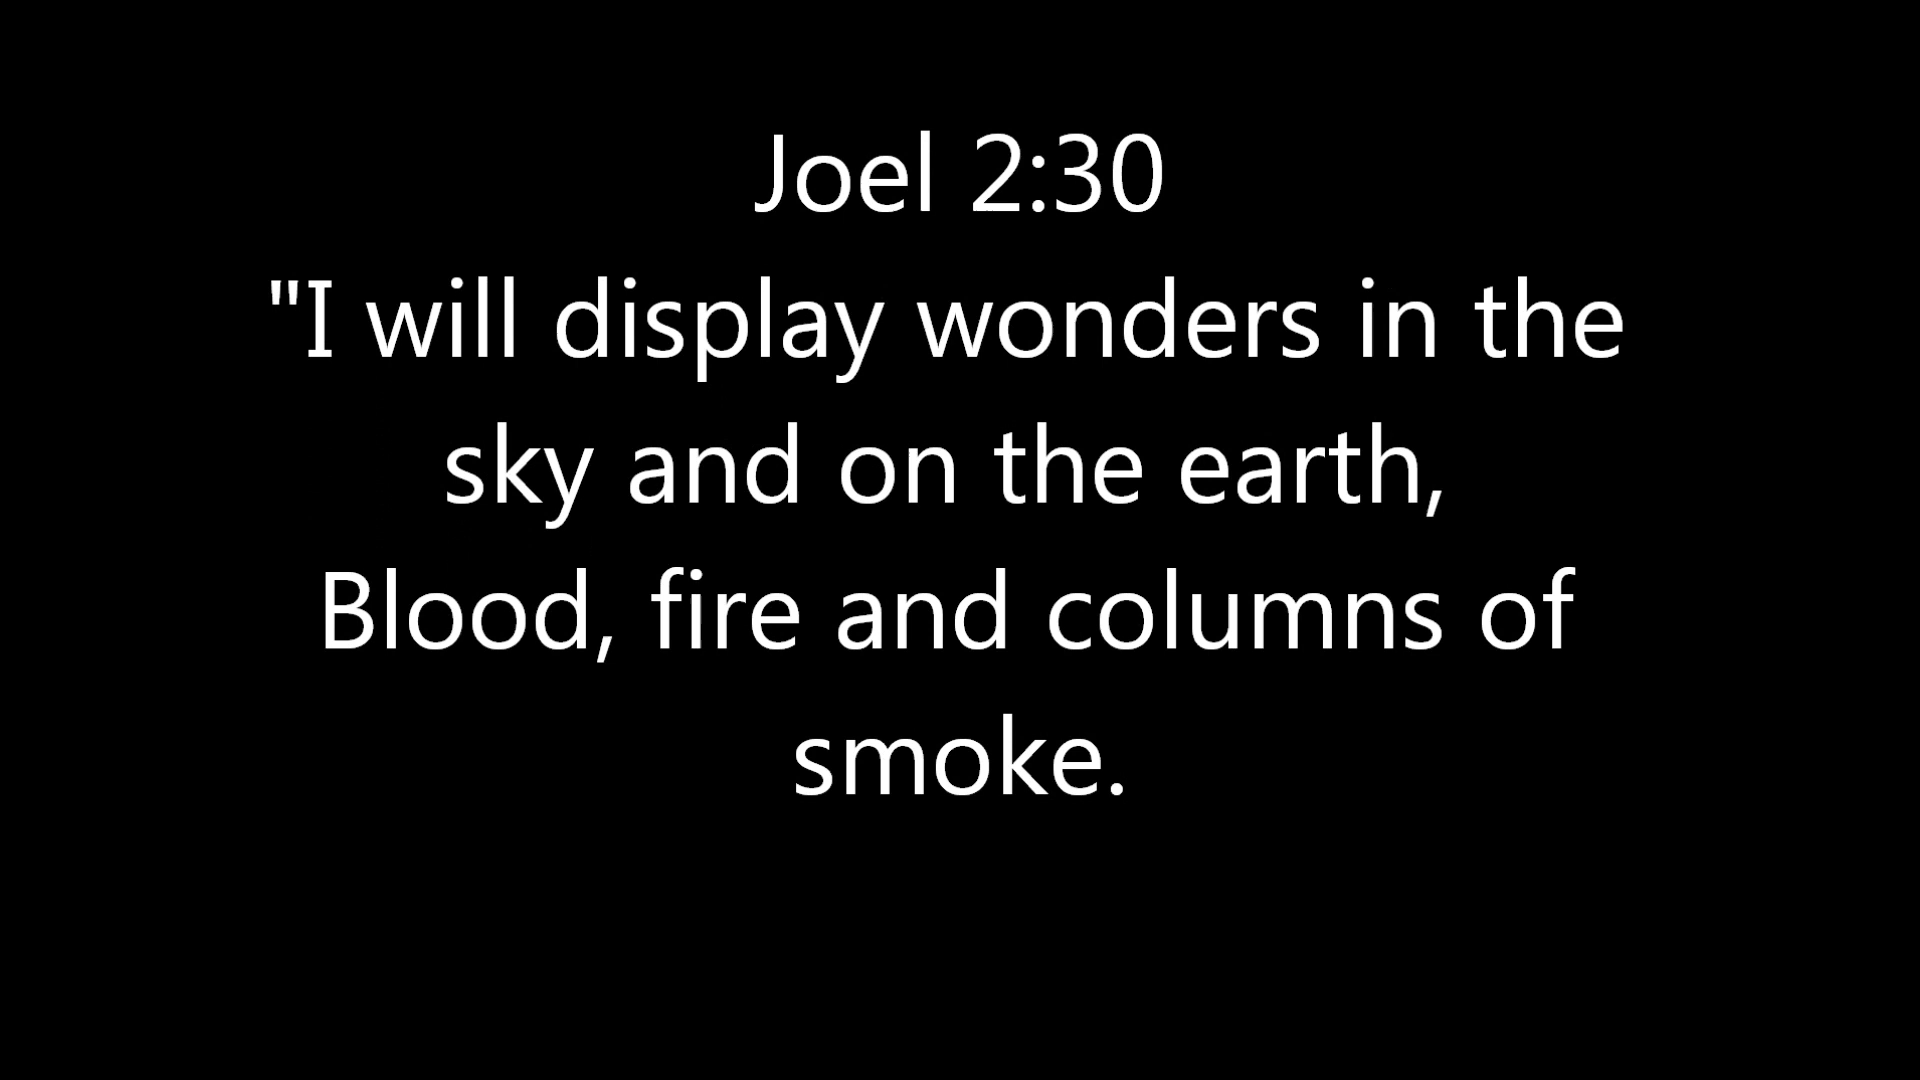 Joel 2:30
"I will display wonders in the
sky and on the earth,
Blood, fire and columns of
smoke.